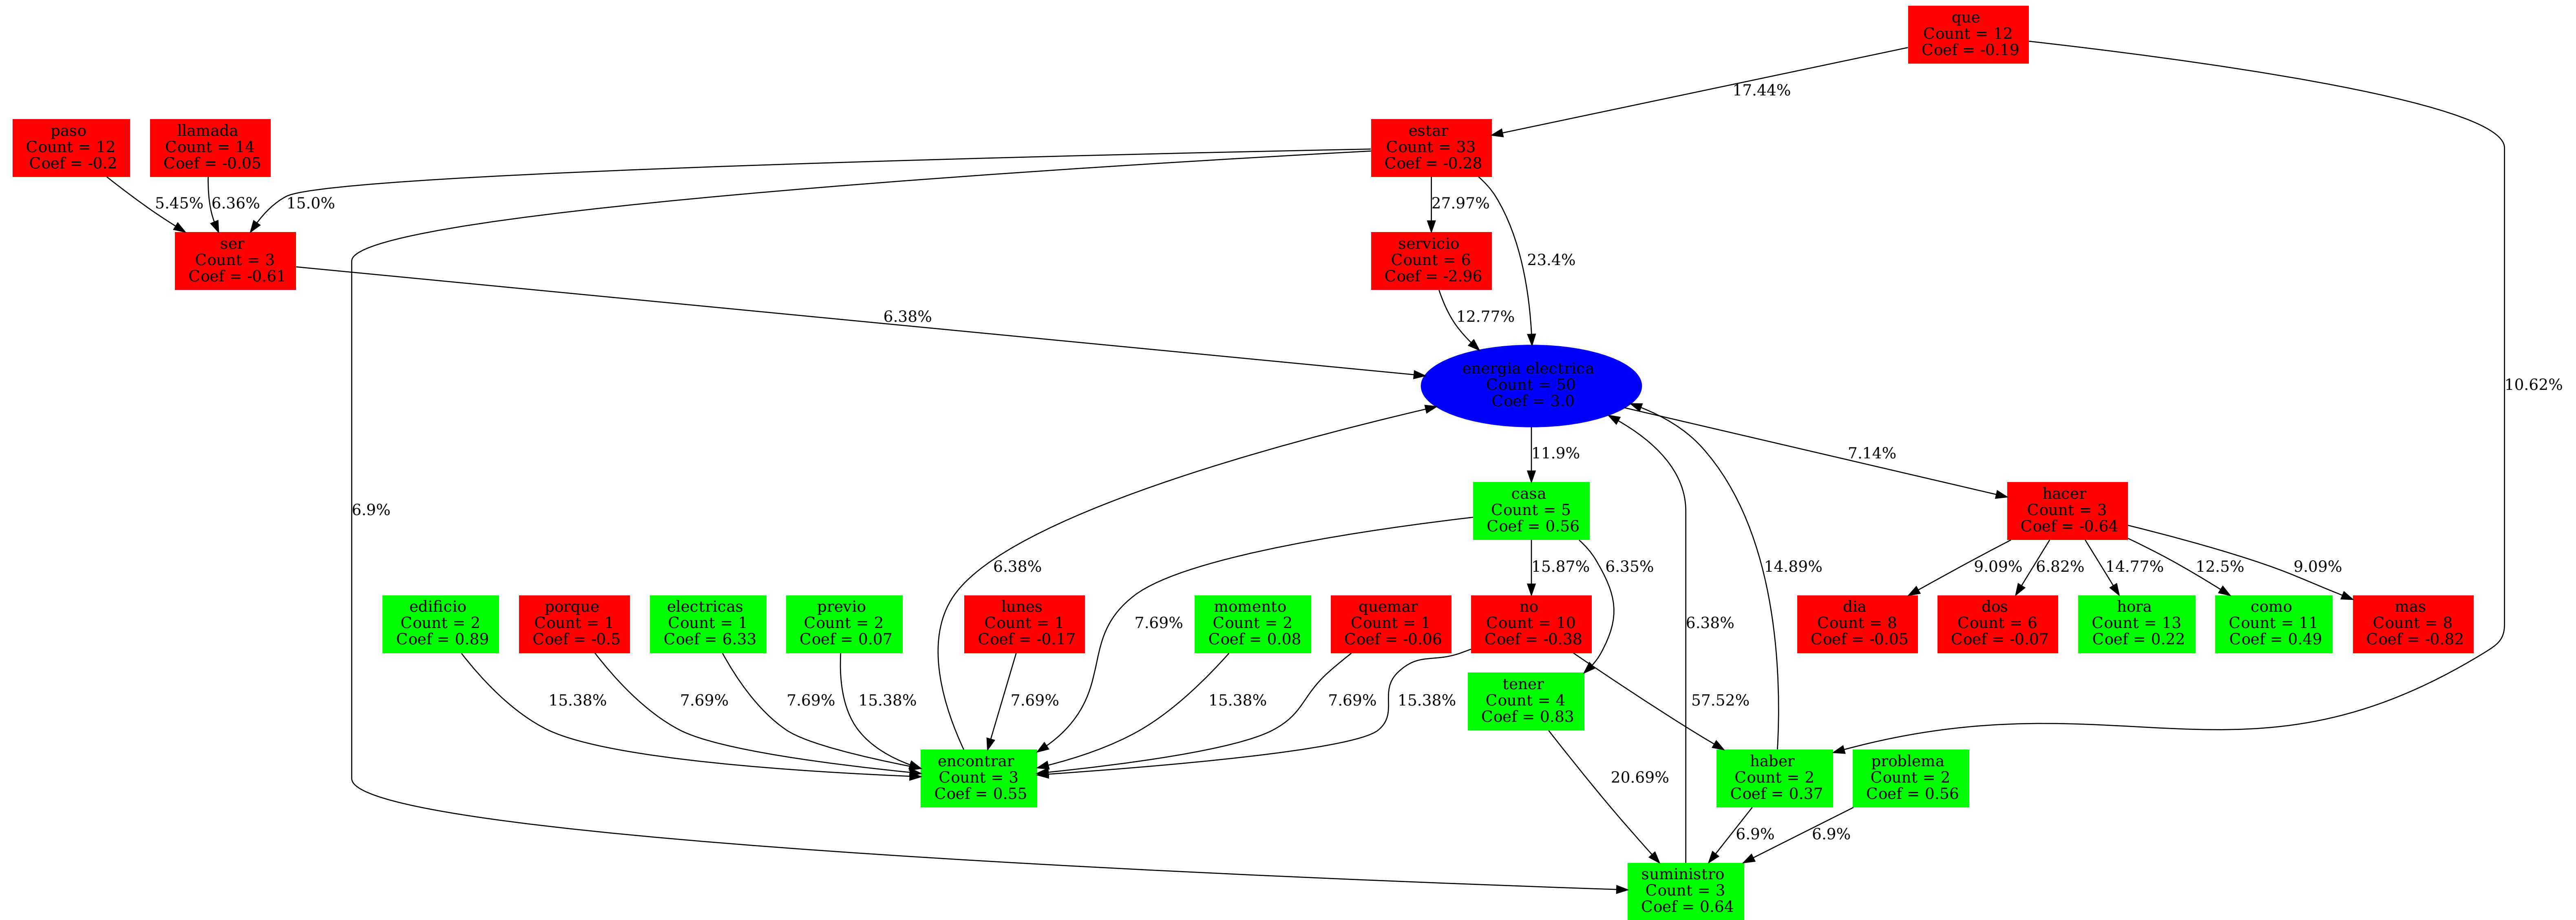 que
Count = 12
Coef = -0.19
17.44%
paso
Count = 12
Coef = -0.2
llamada
Count = 14
Coef = -0.05
estar
Count = 33
Coef = -0.28
5.45%
6.36%
15.0%
27.97%
ser
Count = 3
Coef = -0.61
servicio
Count = 6
Coef = -2.96
23.4%
6.38%
12.77%
energia electrica
Count = 50
Coef = 3.0
10.62%
11.9%
7.14%
6.9%
casa
Count = 5
Coef = 0.56
hacer
Count = 3
Coef = -0.64
6.38%
15.87%
6.35%
14.89%
9.09%
6.82%
14.77%
12.5%
9.09%
edificio
Count = 2
Coef = 0.89
porque
Count = 1
Coef = -0.5
electricas
Count = 1
Coef = 6.33
previo
Count = 2
Coef = 0.07
lunes
Count = 1
Coef = -0.17
7.69%
momento
Count = 2
Coef = 0.08
quemar
Count = 1
Coef = -0.06
no
Count = 10
Coef = -0.38
6.38%
dia
Count = 8
Coef = -0.05
dos
Count = 6
Coef = -0.07
hora
Count = 13
Coef = 0.22
como
Count = 11
Coef = 0.49
mas
Count = 8
Coef = -0.82
15.38%
7.69%
7.69%
15.38%
7.69%
15.38%
7.69%
15.38%
tener
Count = 4
Coef = 0.83
57.52%
encontrar
Count = 3
Coef = 0.55
20.69%
haber
Count = 2
Coef = 0.37
problema
Count = 2
Coef = 0.56
6.9%
6.9%
suministro
Count = 3
Coef = 0.64